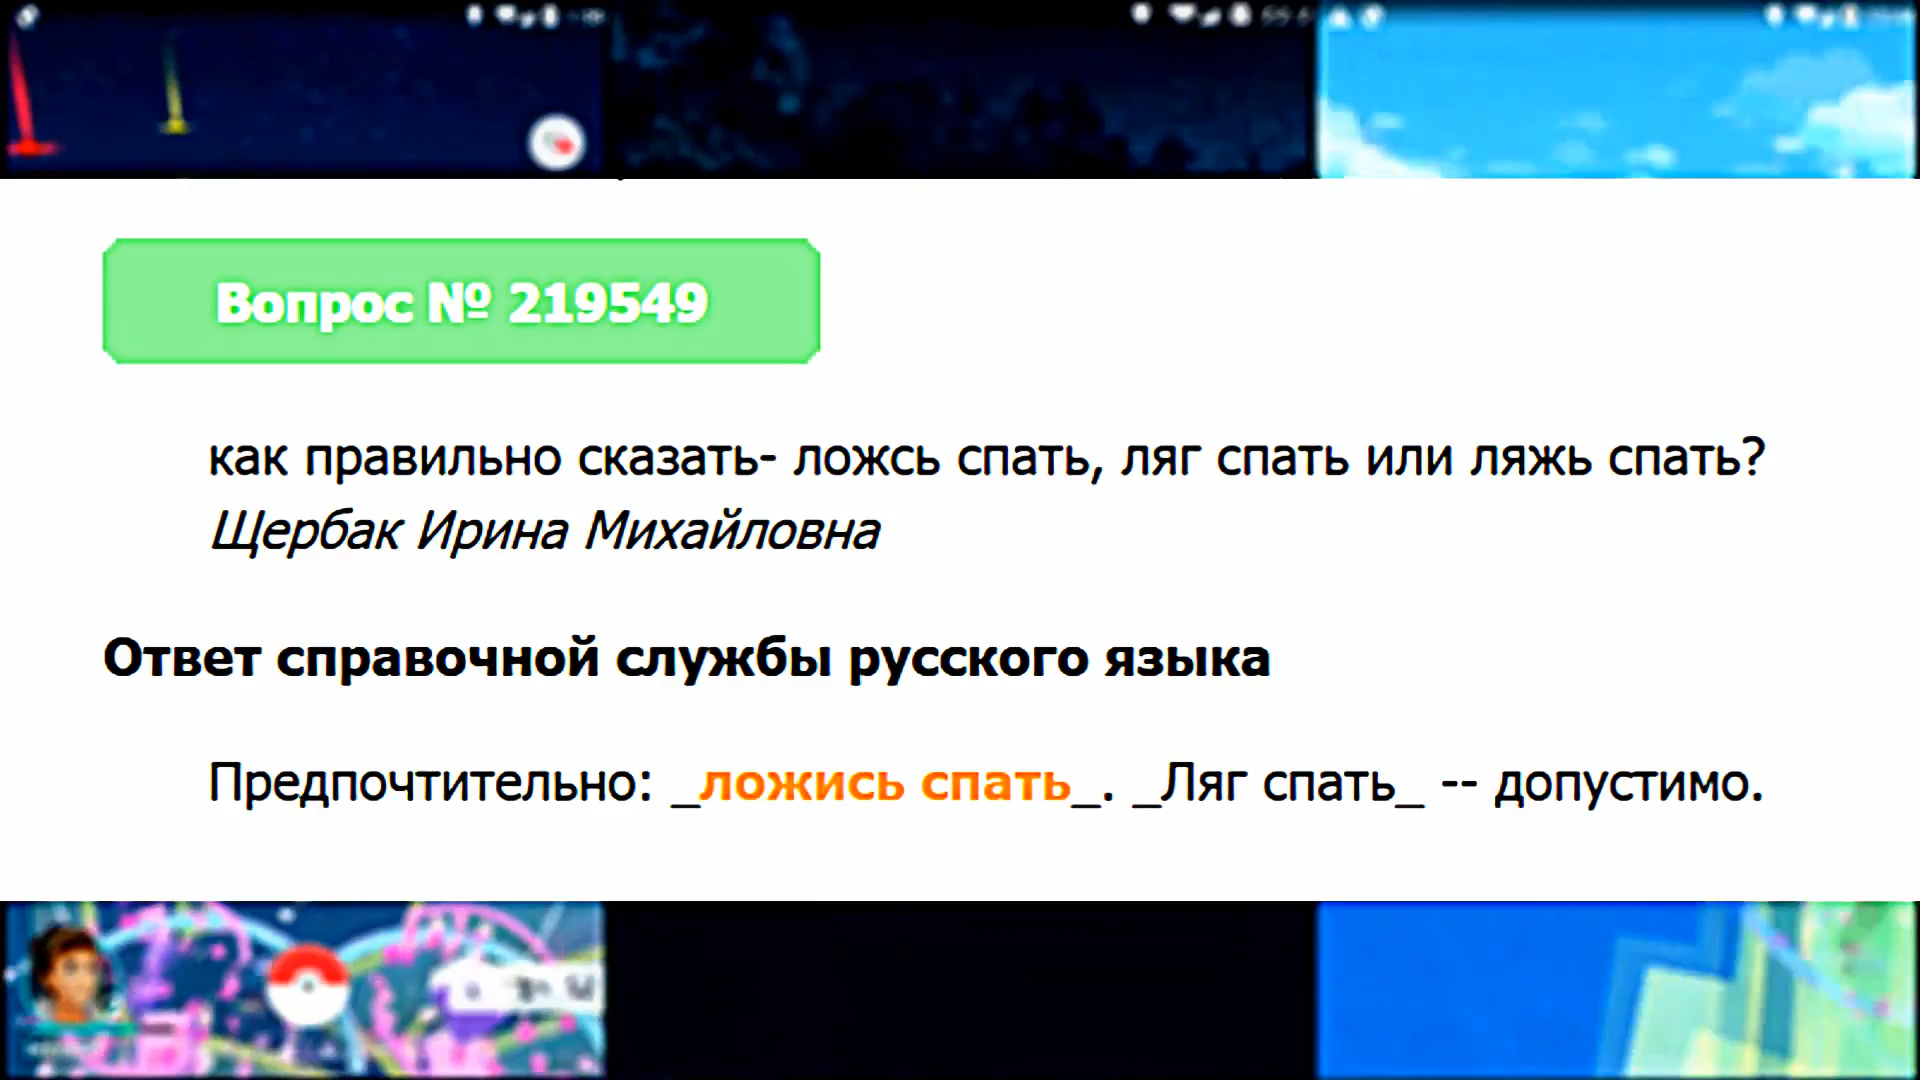 Вопрос № 219549
как правильно сказать- ложсь спать, ляг спать или ляжь спать?
Щербак Ирина Михайловна
Ответ справочной службы русского языка
Предпочтительно: _ложись спать_. _Ляг спать_ -- допустимо.